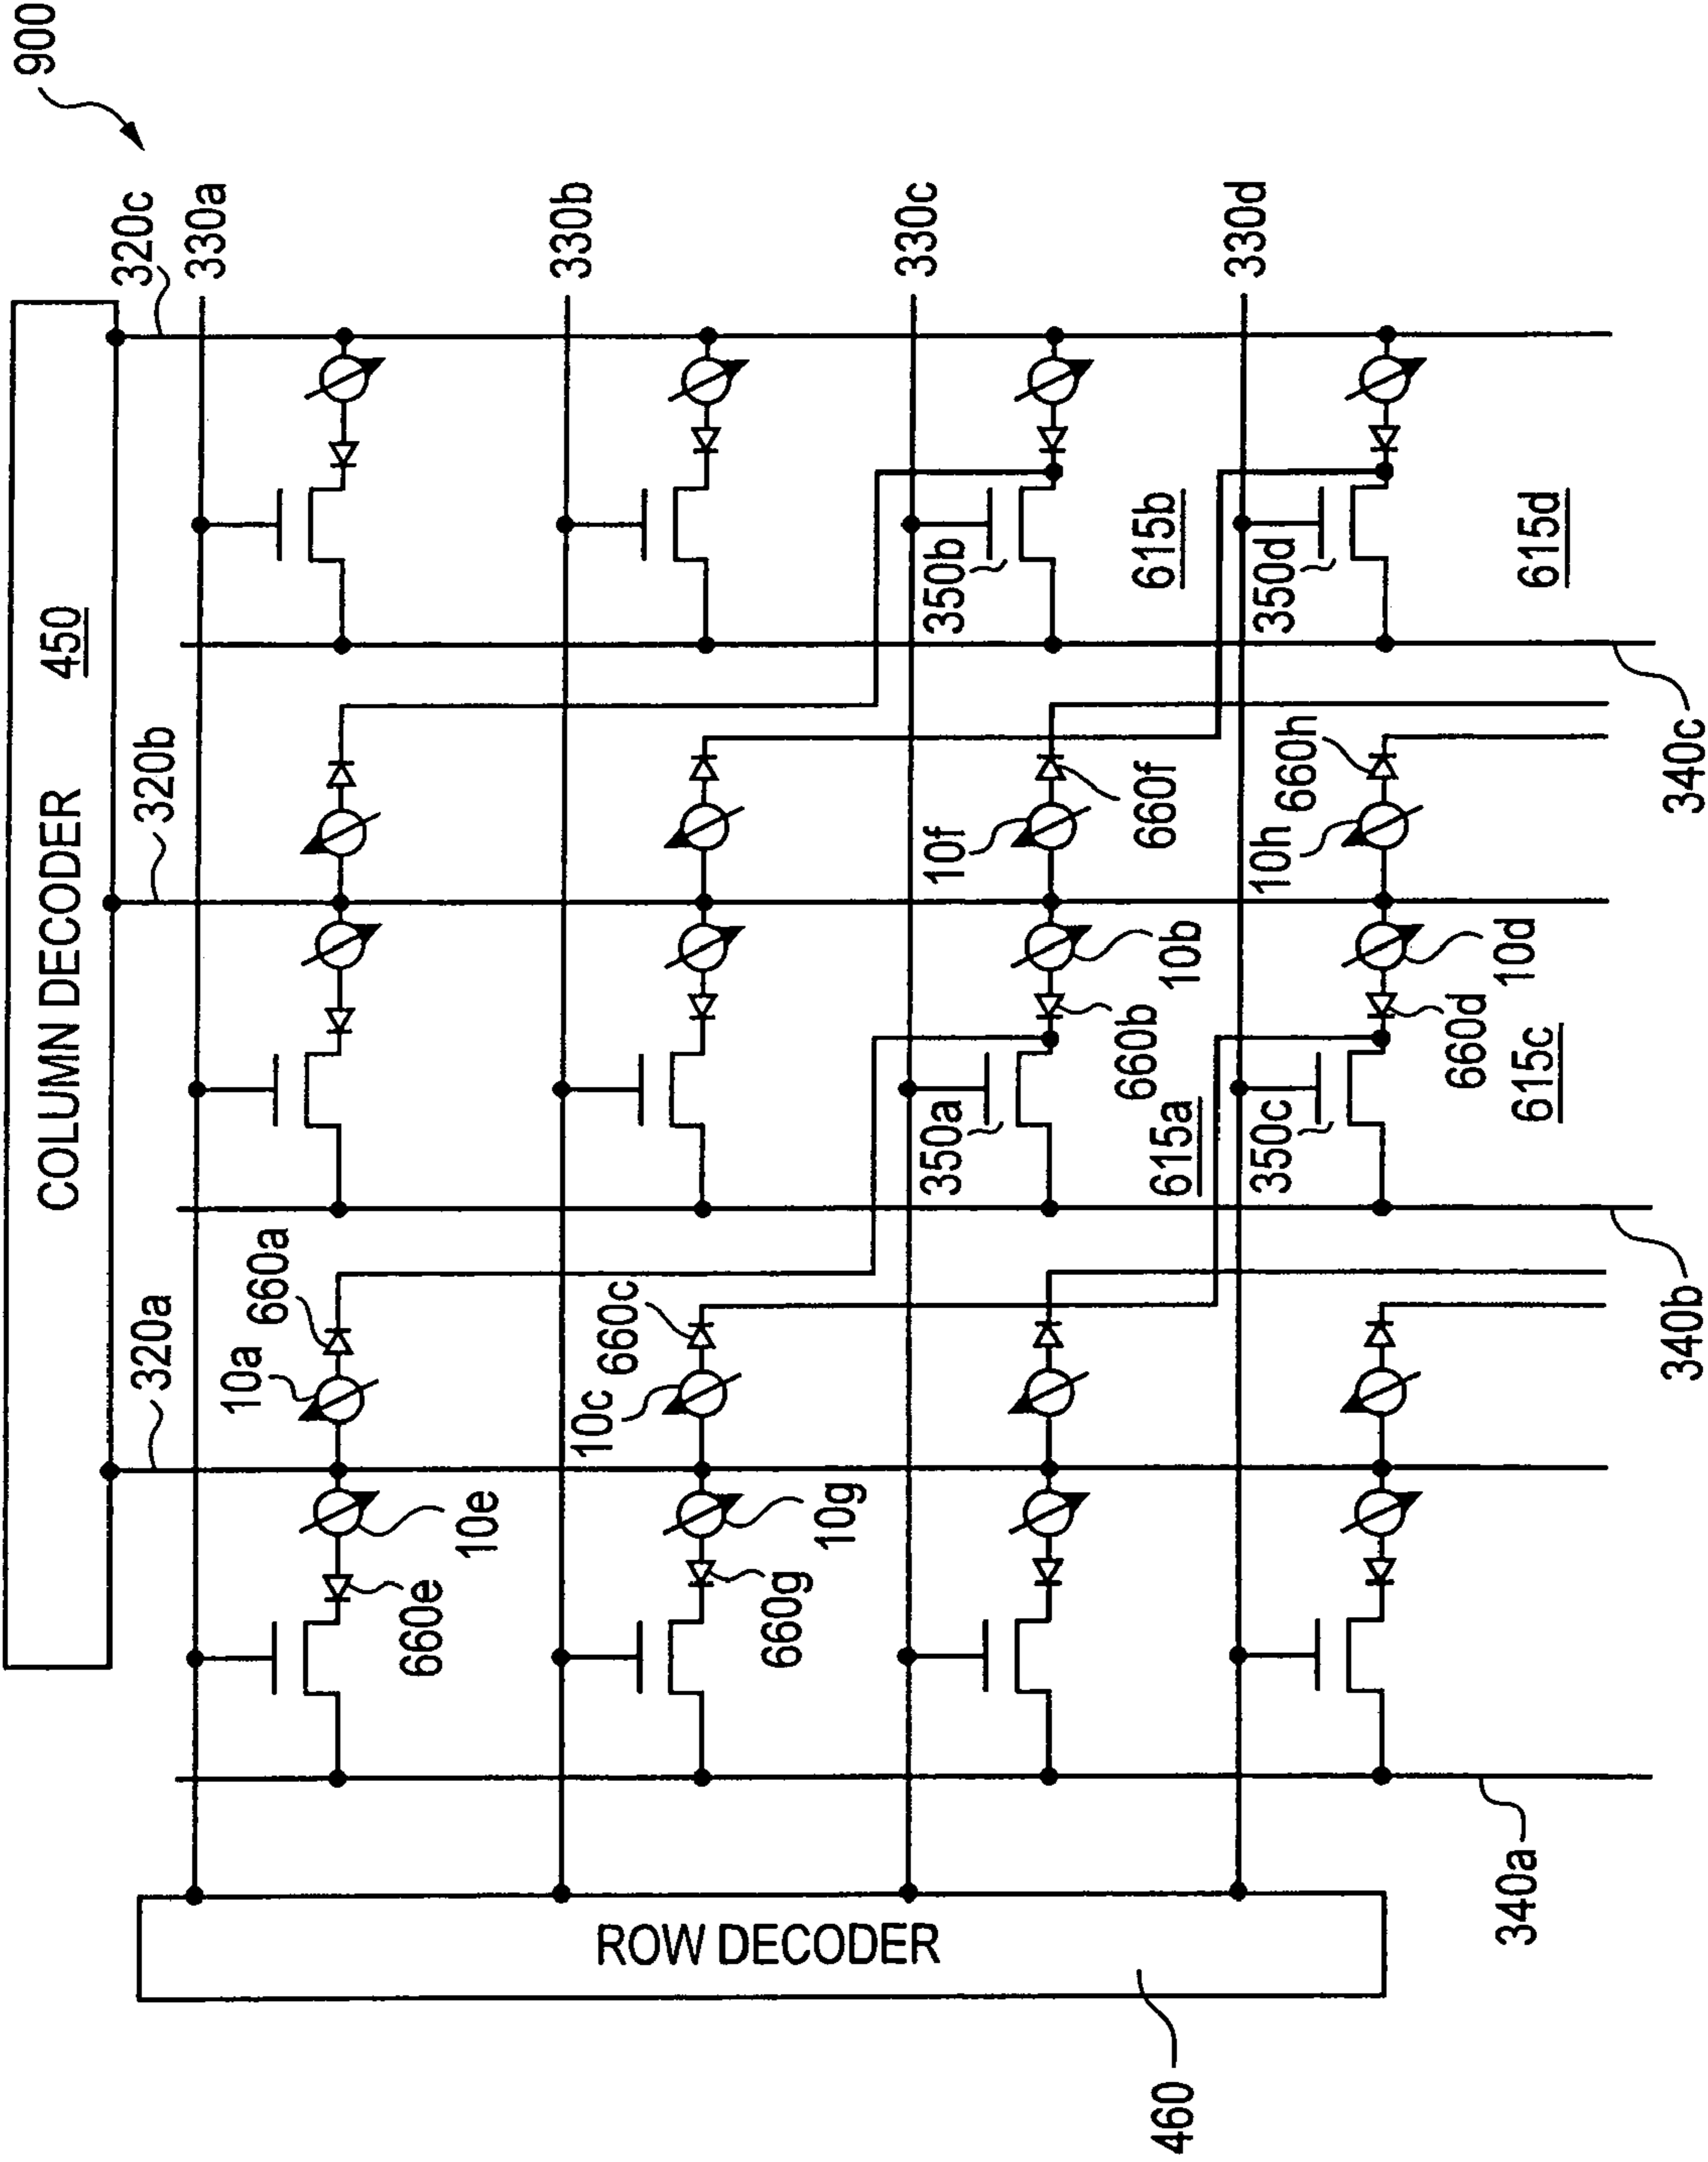 900
COLUMN DECODER 450
320a
320b
320c
330a
330b
330c
330d
10a
660a
10e
660e
10c
660c
10g
660g
350a
660b
10b
10f
660f
350b
615a
615b
350c
660d
10d
10h
660h
350d
615c
615d
340a
340b
340c
ROW DECODER
460